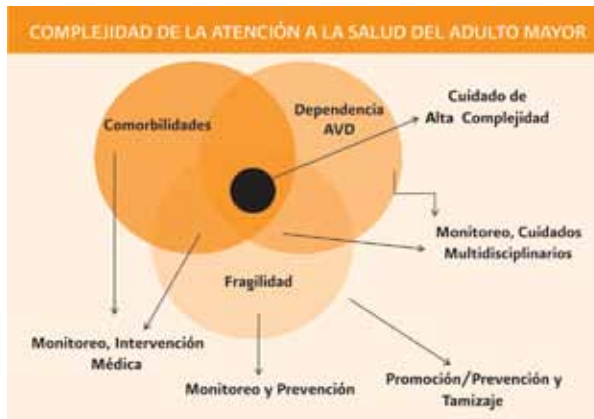 COMPLEJIDAD DE LA ATENCIÓN A LA SALUD DEL ADULTO MAYOR
Comorbilidades
Dependencia
AVD
Cuidado de
Alta Complejidad
Monitoreo, Cuidados
Multidisciplinarios
Fragilidad
Monitoreo, Intervención
Médica
Monitoreo y Prevención
Promoción/Prevención y
Tamizaje